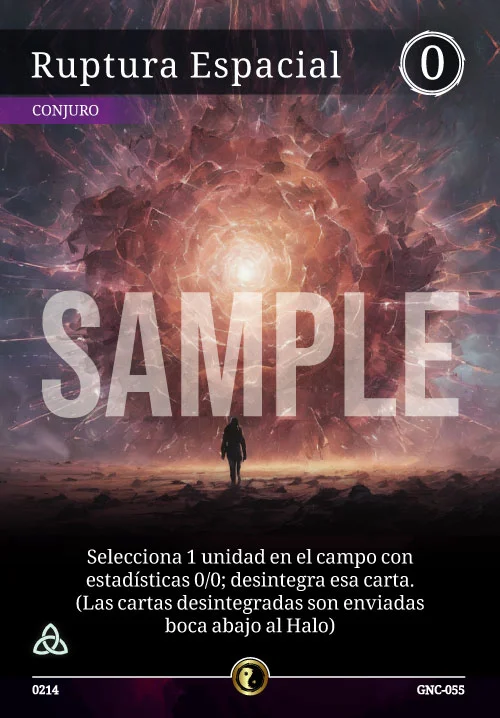 Ruptura Espacial
0
CONJURO
SAMPLE
Selecciona 1 unidad en el campo con
estadísticas 0/0; desintegra esa carta.
(Las cartas desintegradas son enviadas
boca abajo al Halo)
0214
GNC-055